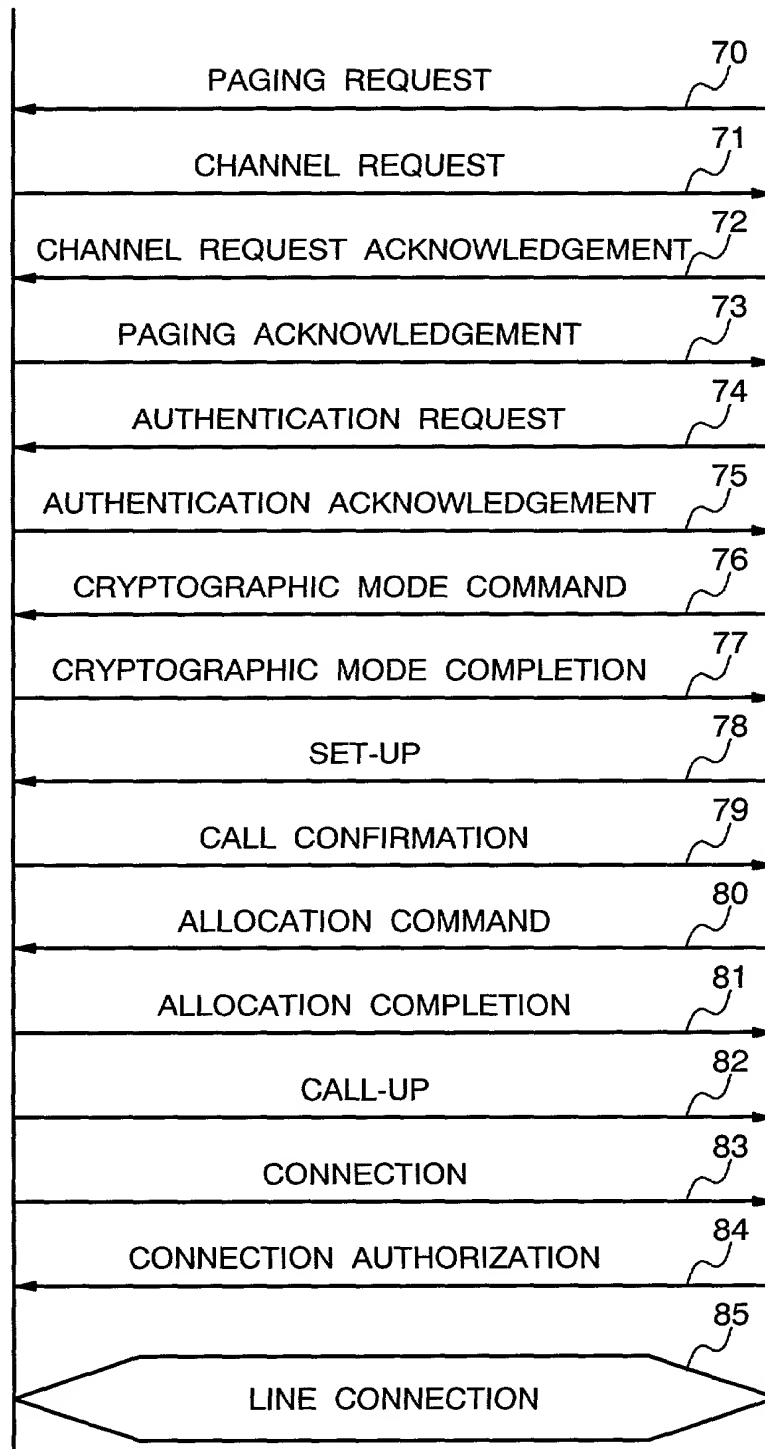 70
PAGING REQUEST
71
CHANNEL REQUEST
72
CHANNEL REQUEST ACKNOWLEDGEMENT
73
PAGING ACKNOWLEDGEMENT
74
AUTHENTICATION REQUEST
75
AUTHENTICATION ACKNOWLEDGEMENT
76
CRYPTOGRAPHIC MODE COMMAND
77
CRYPTOGRAPHIC MODE COMPLETION
78
SET-UP
79
CALL CONFIRMATION
80
ALLOCATION COMMAND
81
ALLOCATION COMPLETION
82
CALL-UP
83
CONNECTION
84
CONNECTION AUTHORIZATION
85
LINE CONNECTION